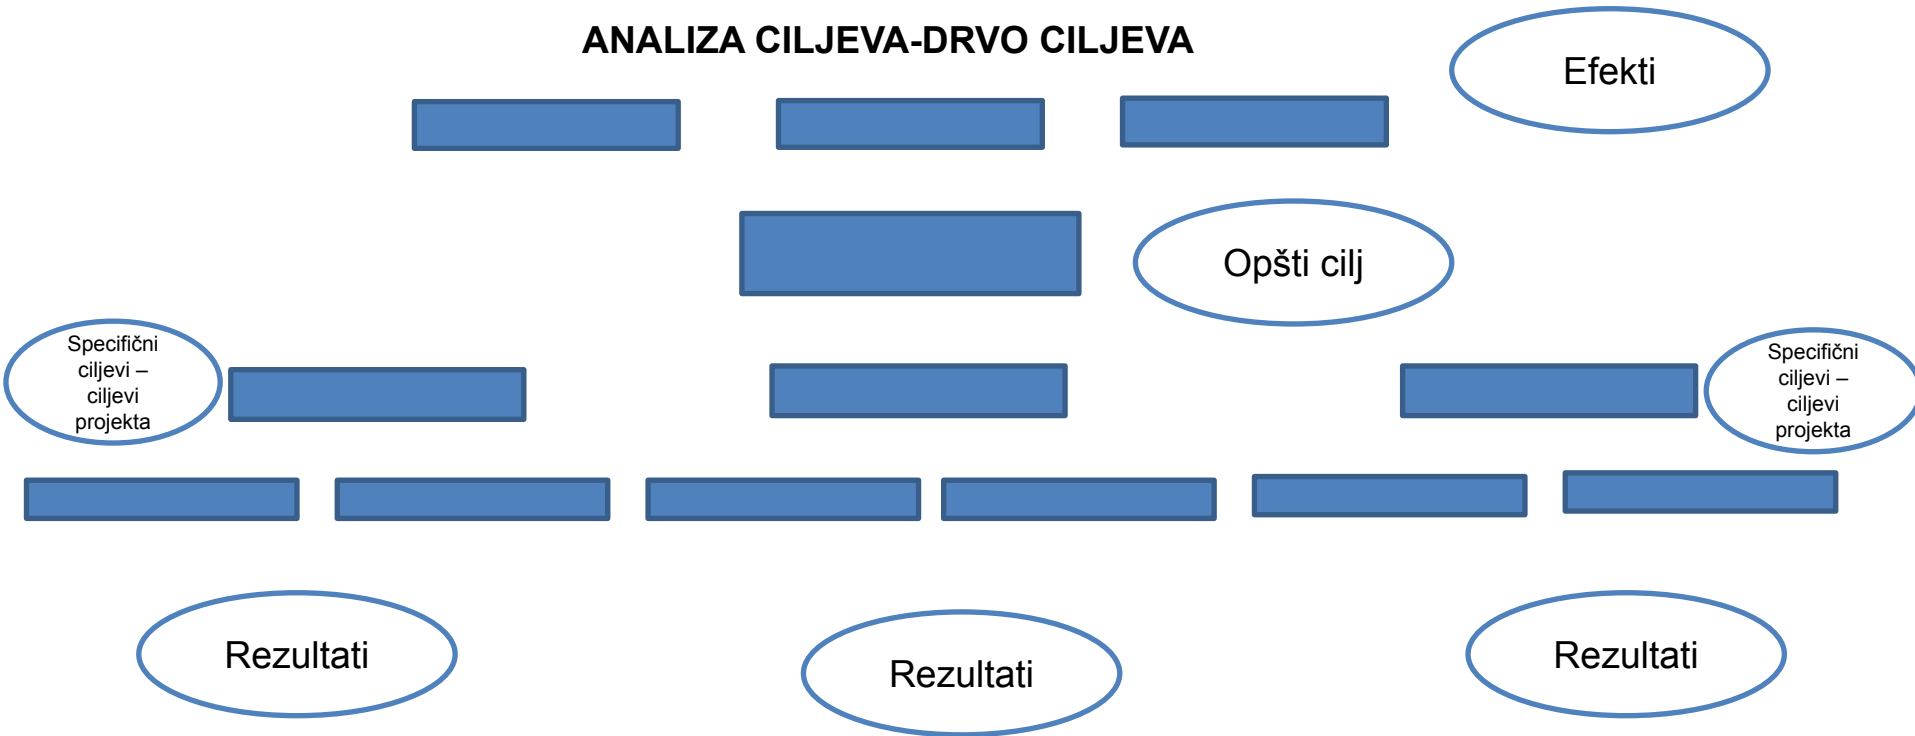 ANALIZA CILJEVA-DRVO CILJEVA
Efekti
Opšti cilj
Specifični
ciljevi –
ciljevi
projekta
Specifični
ciljevi –
ciljevi
projekta
Rezultati
Rezultati
Rezultati